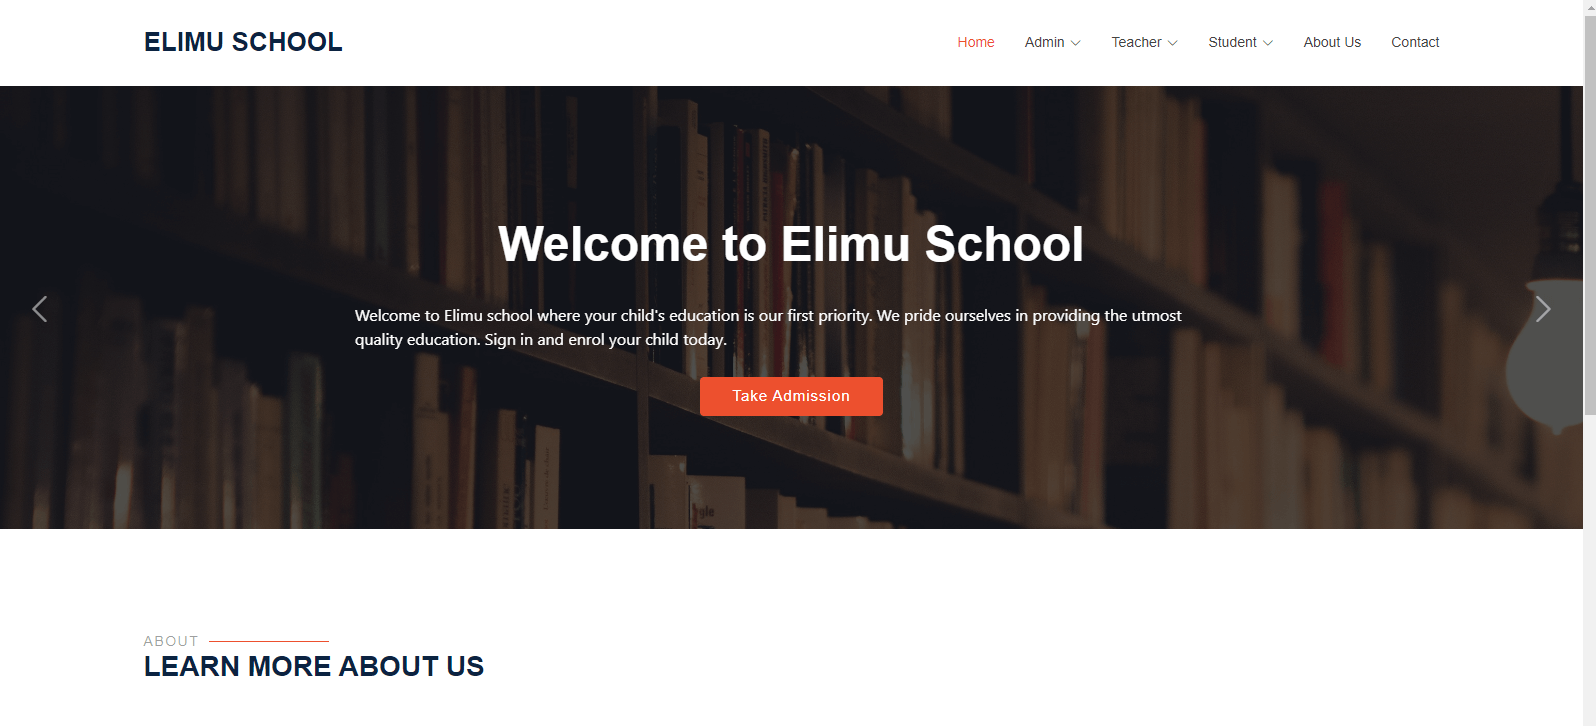 ELIMU SCHOOL
Home Admin Teacher Student About Us Contact
Welcome to Elimu School
Welcome to Elimu school where your child's education is our first priority. We pride ourselves in providing the utmost
quality education. Sign in and enrol your child today.
Take Admission
ABOUT
LEARN MORE ABOUT US